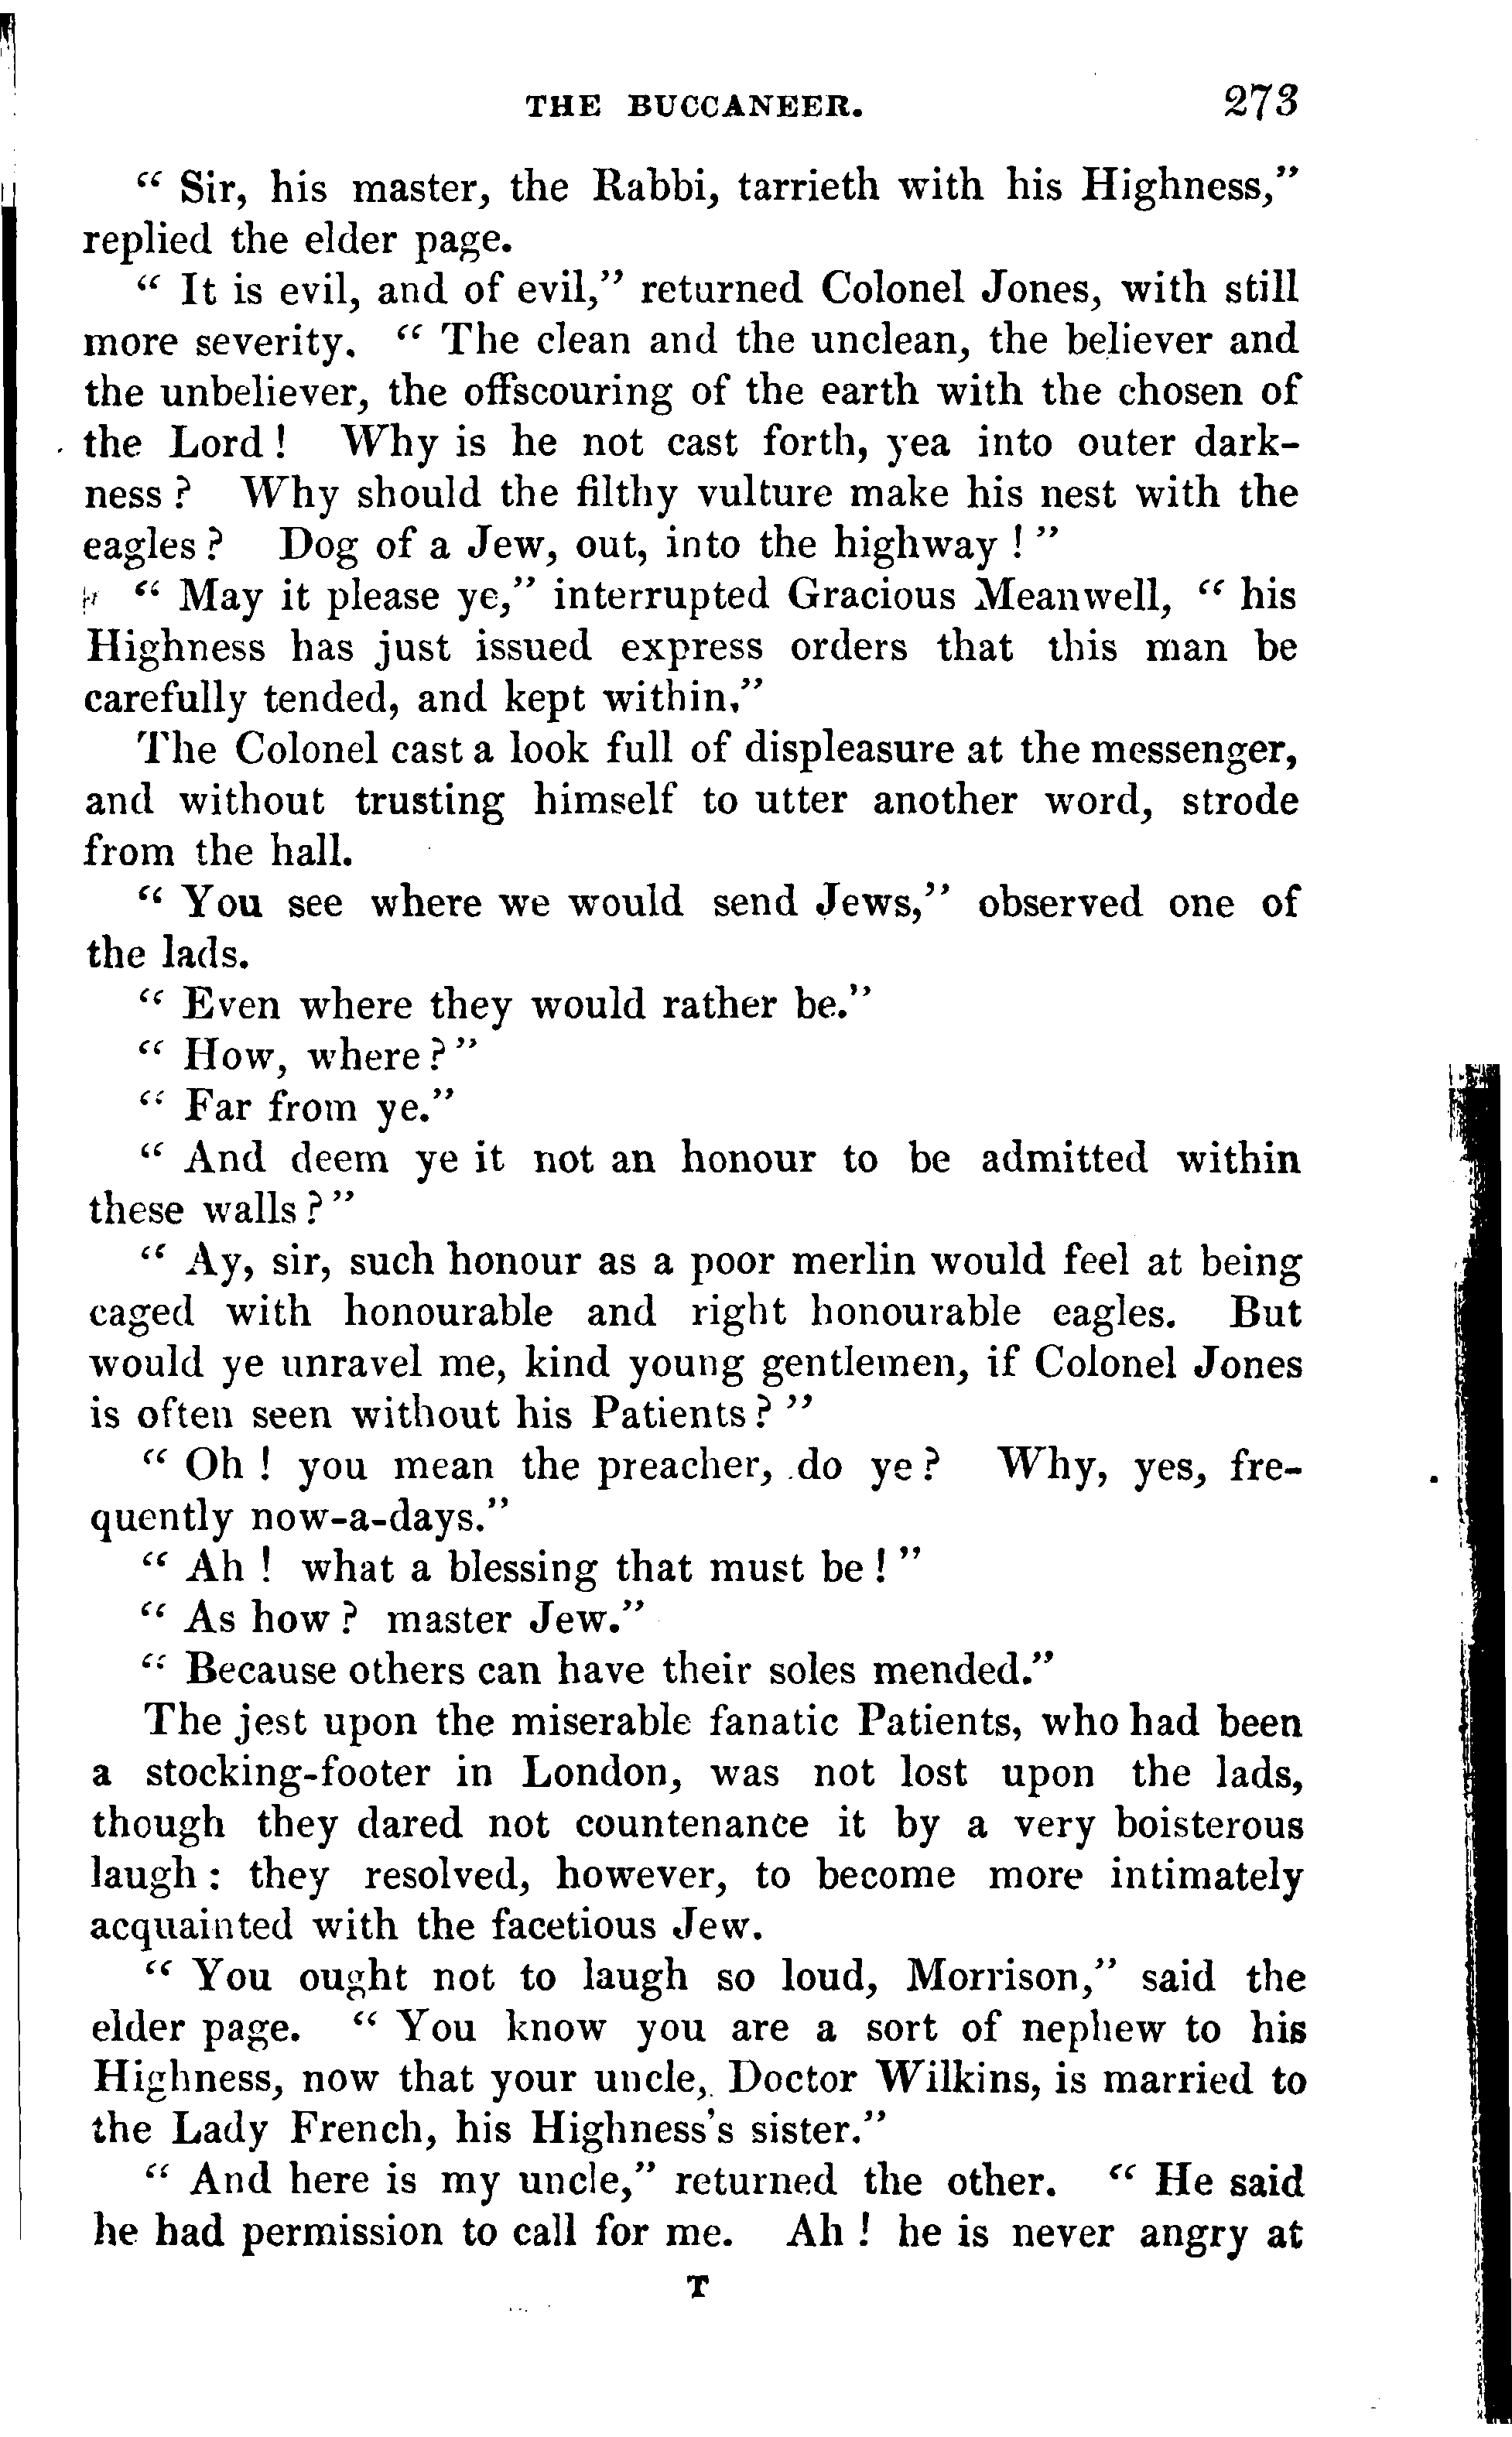 THE BUCCANEER. 273
“ Sir, his master, the Rabbi, tarrieth with his Highness,”
replied the elder page.
“ It is evil, and of evil,” returned Colonel Jones, with still
more severity. “ The clean and the unclean, the believer and
the unbeliever, the offscouring of the earth with the chosen of
the Lord ! Why is he not cast forth, yea into outer dark-
ness ? Why should the filthy vulture make his nest with the
eagles ? Dog of a Jew, out, into the highway ! ”
“ May it please ye,” interrupted Gracious Meanwell, “ his
Highness has just issued express orders that this man be
carefully tended, and kept within.”
The Colonel cast a look full of displeasure at the messenger,
and without trusting himself to utter another word, strode
from the hall.
“ You see where we would send Jews,” observed one of
the lads.
“ Even where they would rather be.”
“ How, where ? ”
“ Far from ye.”
“ And deem ye it not an honour to be admitted within
these walls ? ”
“ Ay, sir, such honour as a poor merlin would feel at being
caged with honourable and right honourable eagles. But
would ye unravel me, kind young gentlemen, if Colonel Jones
is often seen without his Patients ? ”
“ Oh ! you mean the preacher, do ye ? Why, yes, fre-
quently now-a-days.”
“ Ah ! what a blessing that must be ! ”
“ As how ? master Jew.”
“ Because others can have their soles mended.”
The jest upon the miserable fanatic Patients, who had been
a stocking-footer in London, was not lost upon the lads,
though they dared not countenance it by a very boisterous
laugh : they resolved, however, to become more intimately
acquainted with the facetious Jew.
“ You ought not to laugh so loud, Morrison,” said the
elder page. “ You know you are a sort of nephew to his
Highness, now that your uncle, Doctor Wilkins, is married to
the Lady French, his Highness’s sister.”
“ And here is my uncle,” returned the other. “ He said
he had permission to call for me. Ah ! he is never angry at
T